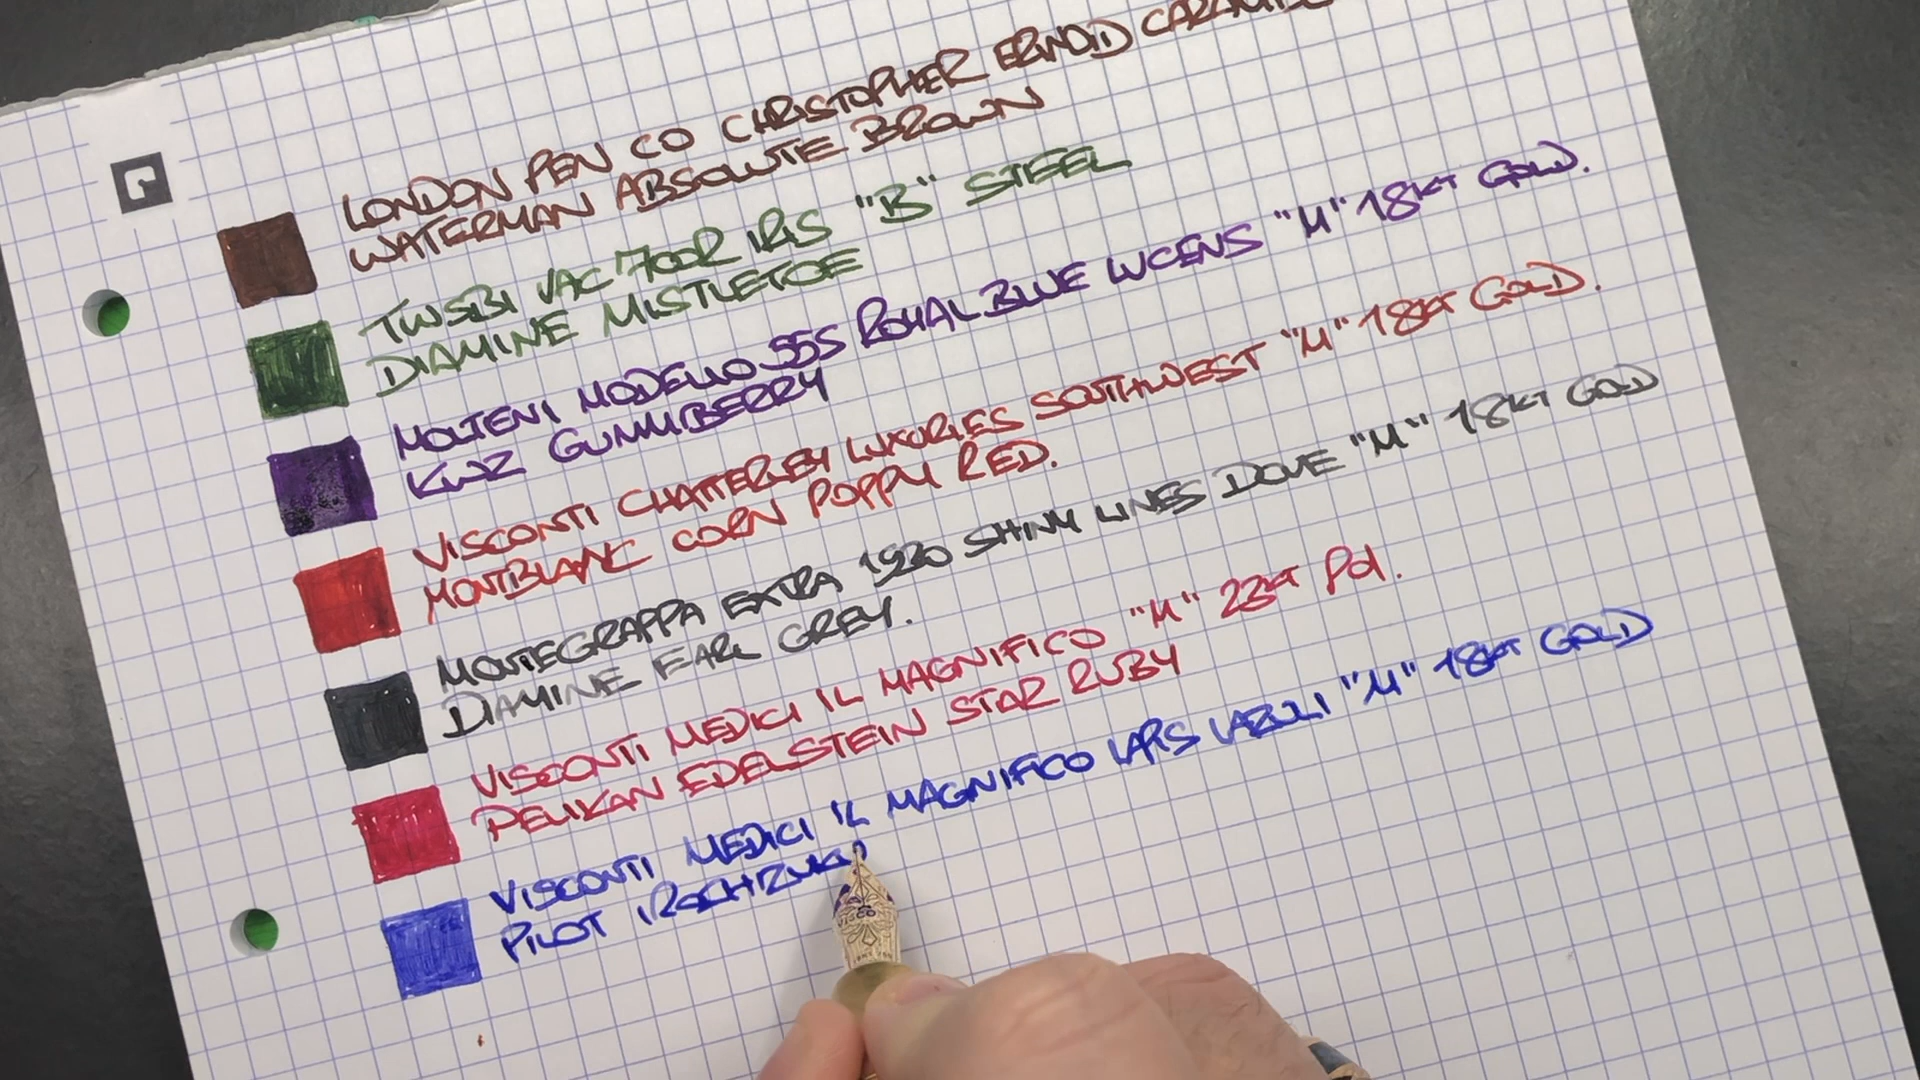 LONDON PEN CO CHRISTOPHER ERNOID
WATERMAN ABSOLUTE BROWN
TWSBI VAC 700R IRIS "B" STEEL
DIAMINE MISTLETOE
MOLTENI MODELLO 55S ROYAL BLUE LUCENS "M" 18KT GOLD.
KWZ GUMMIBERRY
VISCONTI CHATTERLEY LUXURIES SOUTHWEST "M" 18KT GOLD.
MONTBLANC CORN POPPY RED.
MONTEGRAPPA EXTRA 1930 SHINY LINES DOVE "M" 18KT GOLD
DIAMINE EARL GREY.
VISCONTI MEDICI IL MAGNIFICO "M" 23KT Pd.
PELIKAN EDELSTEIN STAR RUBY
VISCONTI MEDICI IL MAGNIFICO LAPIS LAZULI "M" 18KT GOLD
PILOT